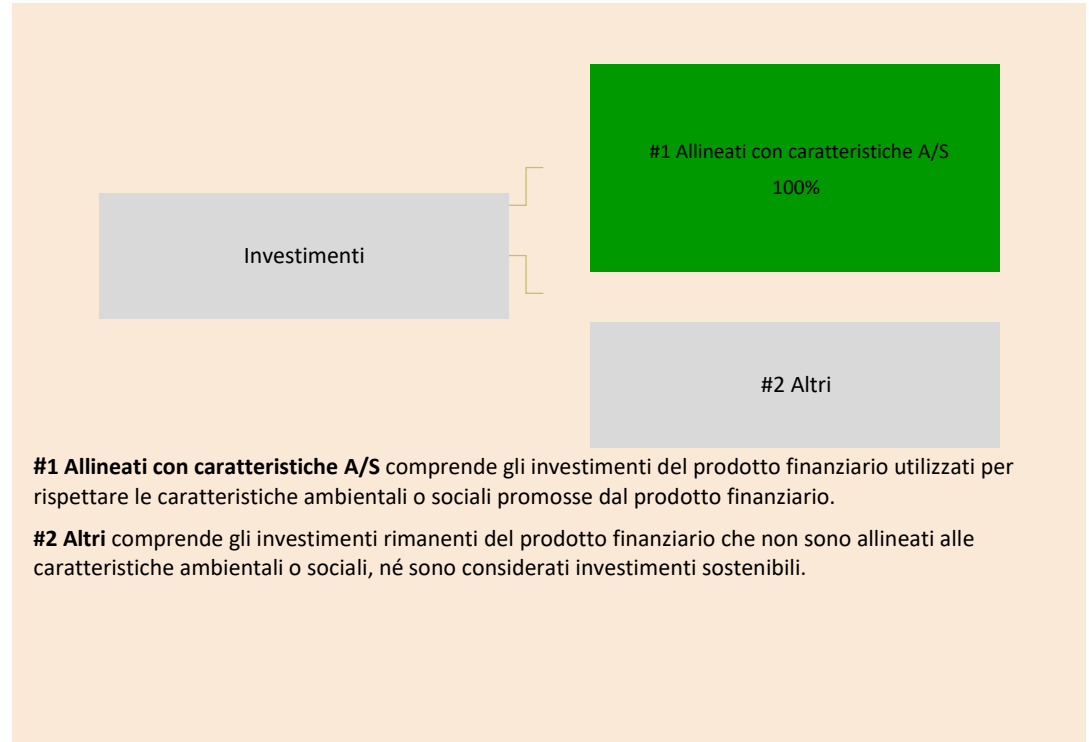 #1 Allineati con caratteristiche A/S
100%
Investimenti
#2 Altri
#1 Allineati con caratteristiche A/S comprende gli investimenti del prodotto finanziario utilizzati per
rispettare le caratteristiche ambientali o sociali promosse dal prodotto finanziario.
#2 Altri comprende gli investimenti rimanenti del prodotto finanziario che non sono allineati alle
caratteristiche ambientali o sociali, né sono considerati investimenti sostenibili.